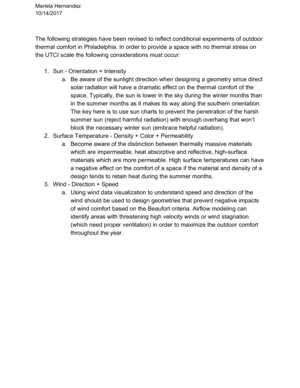 Mariela Hernandez
10/14/2017
The following strategies have been revised to reflect conditional experiments of outdoor
thermal comfort in Philadelphia. In order to provide a space with no thermal stress on
the UTCI scale the following considerations must occur:
1. Sun - Orientation + Intensity
a. Be aware of the sunlight direction when designing a geometry since direct
solar radiation will have a dramatic effect on the thermal comfort of the
space. Typically, the sun is lower in the sky during the winter months than
in the summer months as it makes its way along the southern orientation.
The key here is to use sun charts to prevent the penetration of the harsh
summer sun (reject harmful radiation) with enough overhang that won't
block the necessary winter sun (embrace helpful radiation).
2. Surface Temperature - Density + Color + Permeability
a. Become aware of the distinction between thermally massive materials
which are impermeable, heat absorptive and reflective, high-surface
materials which are more permeable. High surface temperatures can have
a negative effect on the comfort of a space if the material and density of a
design tends to retain heat during the summer months.
3. Wind - Direction + Speed
a. Using wind data visualization to understand speed and direction of the
wind should be used to design geometries that prevent negative impacts
of wind comfort based on the Beaufort criteria. Airflow modeling can
identify areas with threatening high velocity winds or wind stagnation
(which need proper ventilation) in order to maximize the outdoor comfort
throughout the year.